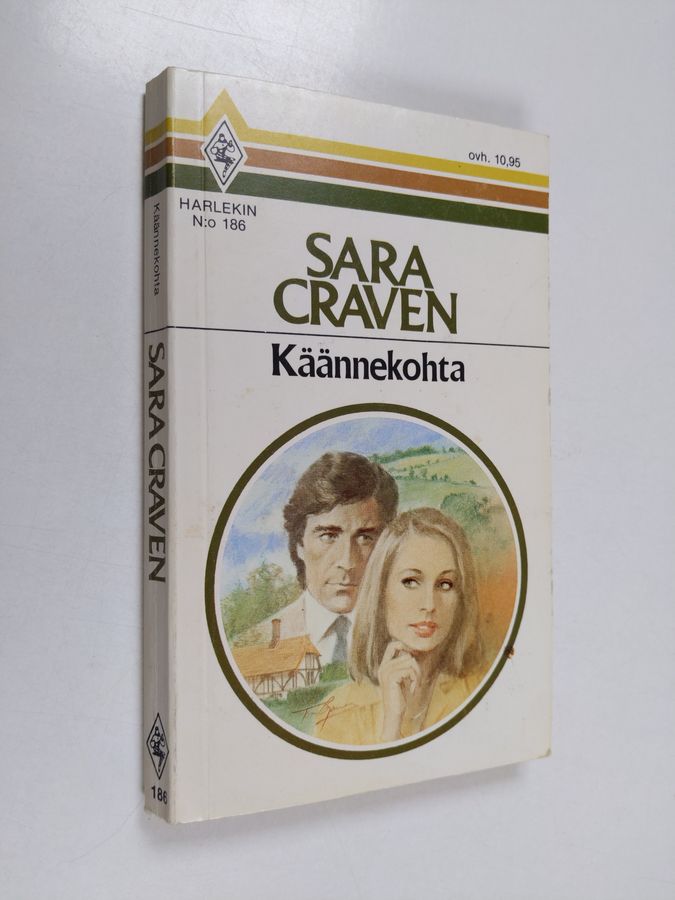 ovh. 10,95
HARLEKIN
N:o 186
SARA
CRAVEN
Käännekohta
Käännekohta
SARA CRAVEN
186